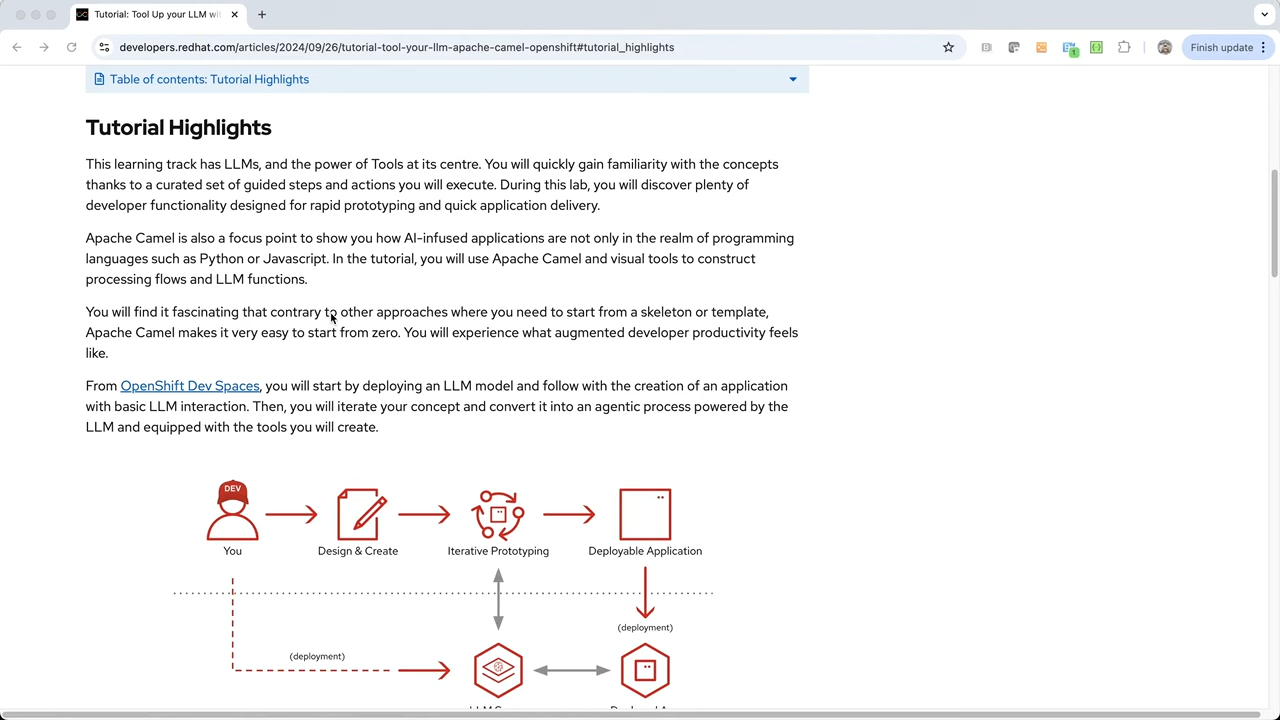 Tutorial: Tool Up your LLM wi
developers.redhat.com/articles/2024/09/26/tutorial-tool-your-llm-apache-camel-openshift#tutorial_highlights
1
Finish update
Table of contents: Tutorial Highlights
Tutorial Highlights
This learning track has LLMs, and the power of Tools at its centre. You will quickly gain familiarity with the concepts
thanks to a curated set of guided steps and actions you will execute. During this lab, you will discover plenty of
developer functionality designed for rapid prototyping and quick application delivery.
Apache Camel is also a focus point to show you how AI-infused applications are not only in the realm of programming
languages such as Python or Javascript. In the tutorial, you will use Apache Camel and visual tools to construct
processing flows and LLM functions.
You will find it fascinating that contrary to other approaches where you need to start from a skeleton or template,
Apache Camel makes it very easy to start from zero. You will experience what augmented developer productivity feels
like.
From OpenShift Dev Spaces, you will start by deploying an LLM model and follow with the creation of an application
with basic LLM interaction. Then, you will iterate your concept and convert it into an agentic process powered by the
LLM and equipped with the tools you will create.
DEV
You
Design & Create
Iterative Prototyping
Deployable Application
(deployment)
(deployment)